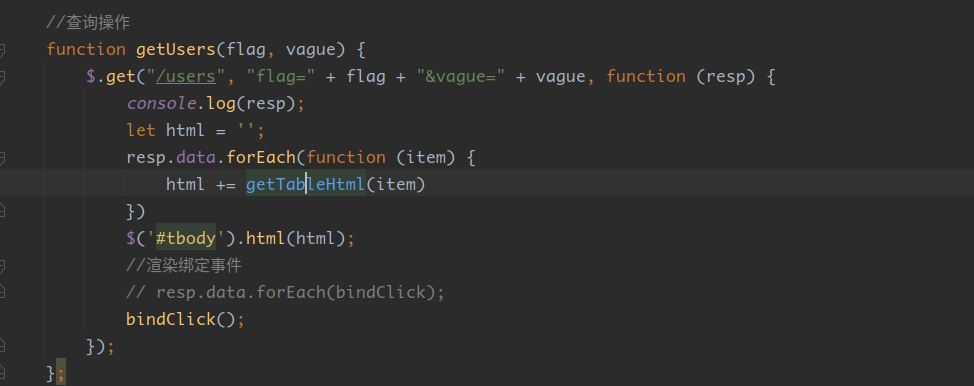 //查询操作
function getUsers(flag, vague) {
    $.get("/users", "flag=" + flag + "&vague=" + vague, function (resp) {
        console.log(resp);
        let html = '';
        resp.data.forEach(function (item) {
            html += getTableHtml(item)
        })
        $('#tbody').html(html);
        //渲染绑定事件
        // resp.data.forEach(bindClick);
        bindClick();
    });
};